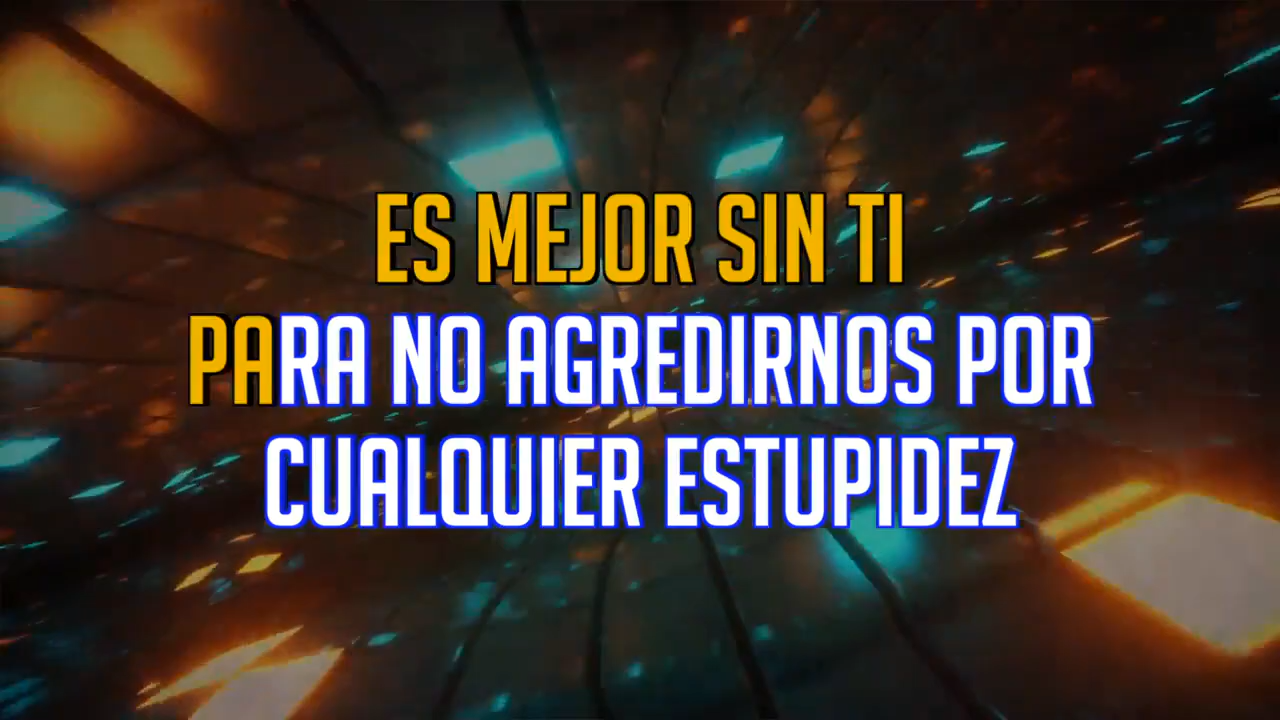 ES MEJOR SIN TI
PARA NO AGREDIRNOS POR
CUALQUIER ESTUPIDEZ